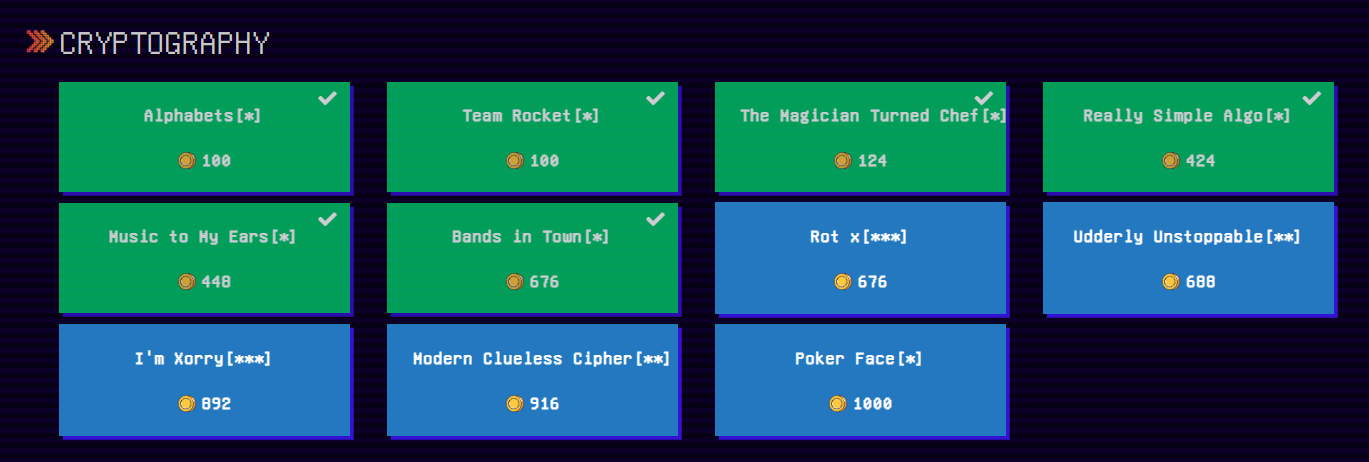 CRYPTOGRAPHY
Alphabets[*]
100
Team Rocket[*]
100
The Magician Turned Chef[*]
124
Really Simple Algo[*]
424
Music to My Ears[*]
448
Bands in Town[*]
676
Rot x[***]
676
Udderly Unstoppable[**]
688
I'm Xorry[***]
892
Modern Clueless Cipher[**]
916
Poker Face[*]
1000